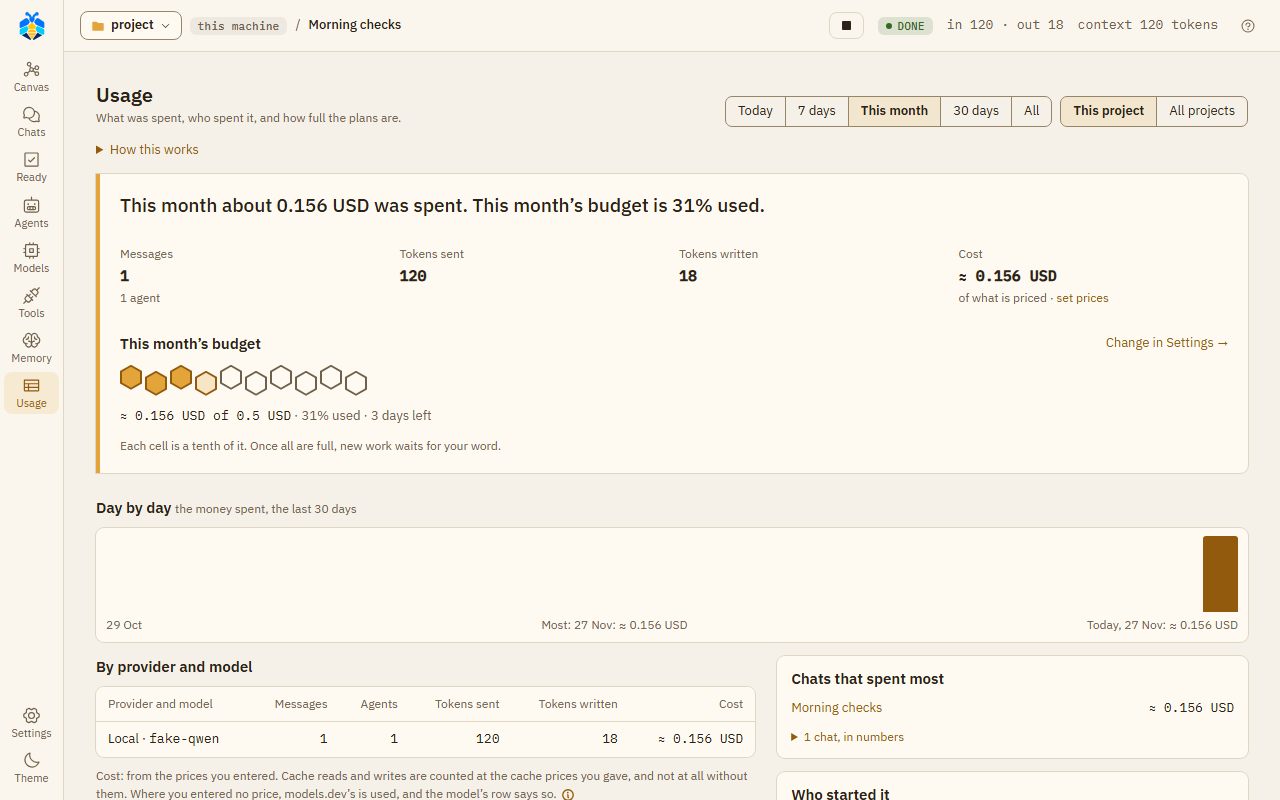 project
this machine / Morning checks
DONE in 120 · out 18 context 120 tokens
Canvas
Chats
Ready
Agents
Models
Tools
Memory
Usage
Settings
Theme
Usage
What was spent, who spent it, and how full the plans are.
Today 7 days This month 30 days All This project All projects
How this works
This month about 0.156 USD was spent. This month’s budget is 31% used.
Messages Tokens sent Tokens written Cost
1 120 18 ≈ 0.156 USD
1 agent of what is priced · set prices
This month’s budget Change in Settings →
≈ 0.156 USD of 0.5 USD · 31% used · 3 days left
Each cell is a tenth of it. Once all are full, new work waits for your word.
Day by day the money spent, the last 30 days
29 Oct Most: 27 Nov: ≈ 0.156 USD Today, 27 Nov: ≈ 0.156 USD
By provider and model
Provider and model Messages Agents Tokens sent Tokens written Cost
Local · fake-qwen 1 1 120 18 ≈ 0.156 USD
Cost: from the prices you entered. Cache reads and writes are counted at the cache prices you gave, and not at all without
them. Where you entered no price, models.dev’s is used, and the model’s row says so.
Chats that spent most
Morning checks ≈ 0.156 USD
1 chat, in numbers
Who started it